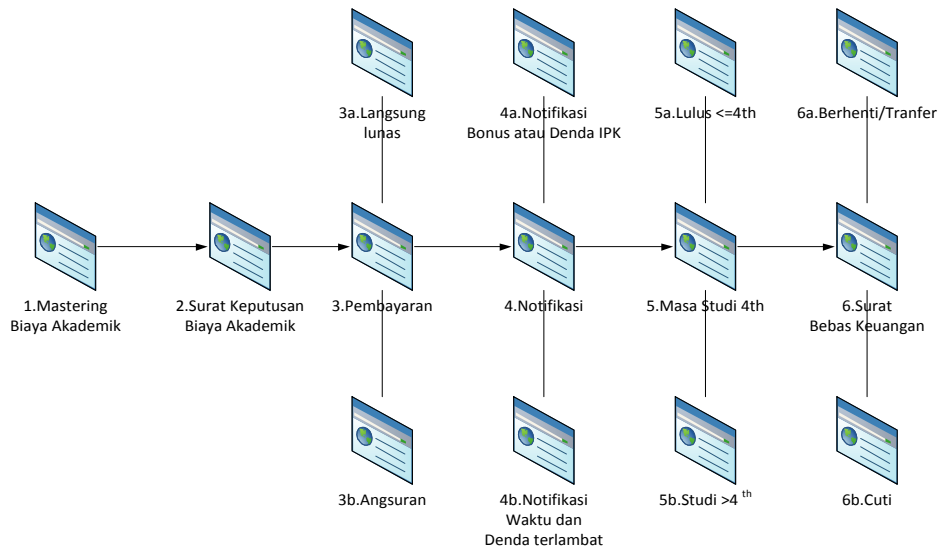 3a.Langsung
lunas
4a.Notifikasi
Bonus atau Denda IPK
5a.Lulus <=4th
6a.Berhenti/Tranfer
1.Mastering
Biaya Akademik
2.Surat Keputusan
Biaya Akademik
3.Pembayaran
4.Notifikasi
5.Masa Studi 4th
6.Surat
Bebas Keuangan
3b.Angsuran
4b.Notifikasi
Waktu dan
Denda terlambat
5b.Studi >4 th
6b.Cuti